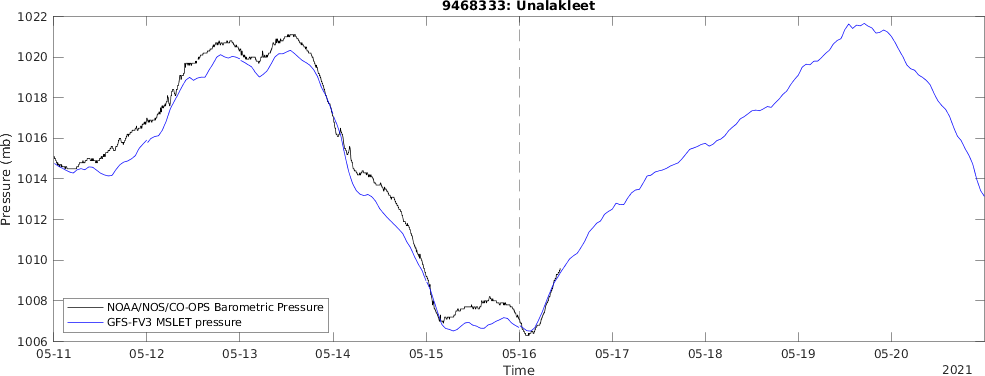 9468333: Unalakleet
1022
1020
1018
1016
1014
1012
1010
1008
1006
Pressure (mb)
NOAA/NOS/CO-OPS Barometric Pressure
GFS-FV3 MSLET pressure
05-11 05-12 05-13 05-14 05-15 05-16 05-17 05-18 05-19 05-20
Time
2021